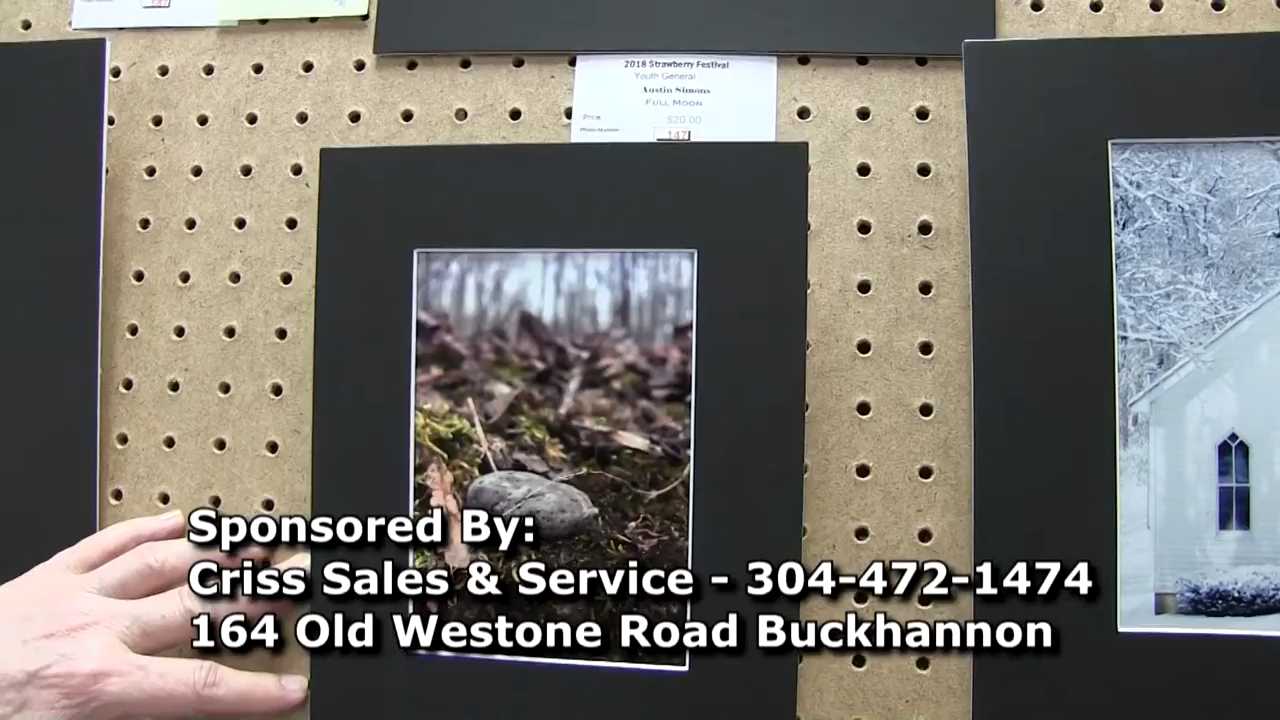 2018 Strawberry Festival
Youth General
Austin Simons
FULL MOON
Price $20.00
147
Sponsored By:
Criss Sales & Service - 304-472-1474
164 Old Westone Road Buckhannon